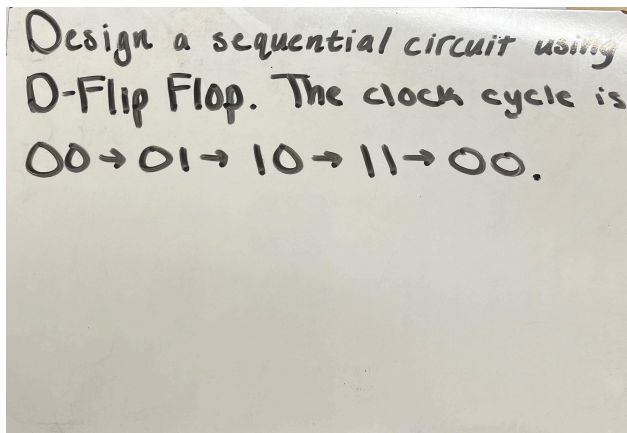 Design a sequential circuit using
D-Flip Flop. The clock cycle is
00→01→10→11→00.